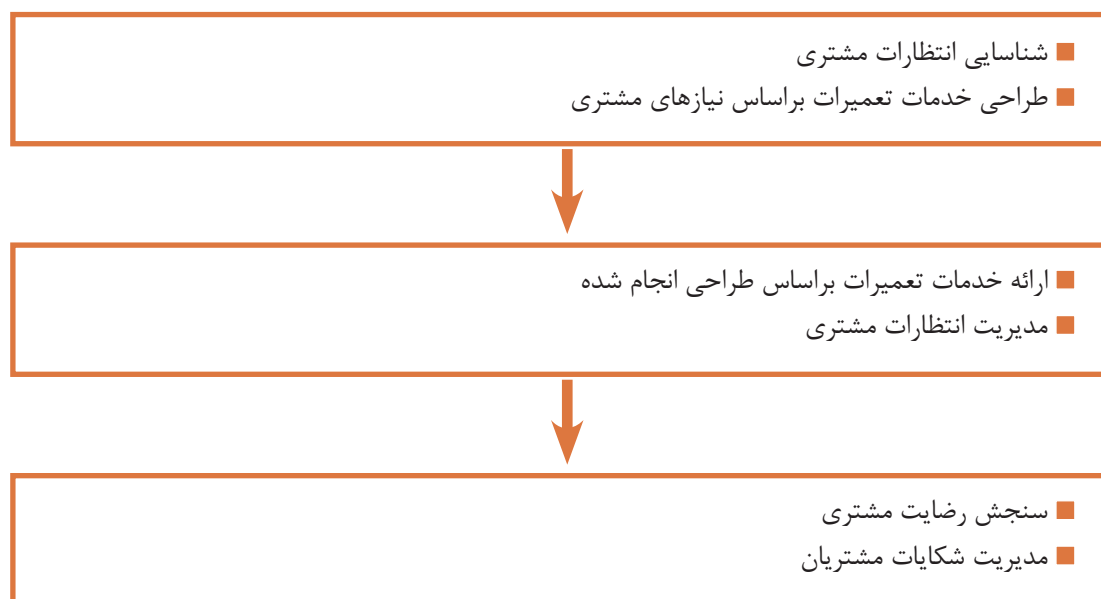 ■ شناسایی انتظارات مشتری
■ طراحی خدمات تعمیرات براساس نیازهای مشتری
■ ارائه خدمات تعمیرات براساس طراحی انجام شده
■ مدیریت انتظارات مشتری
■ سنجش رضایت مشتری
■ مدیریت شکایات مشتریان